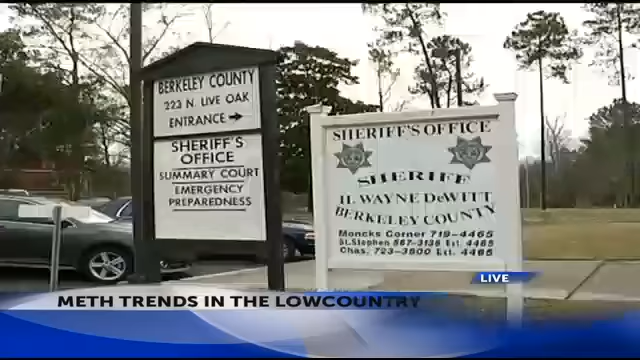 BERKELEY COUNTY
223 N. LIVE OAK
ENTRANCE →
SHERIFF'S
OFFICE
SUMMARY COURT
EMERGENCY
PREPAREDNESS
SHERIFF'S OFFICE
SHERIFF
H. WAYNE DeWITT
BERKELEY COUNTY
Moncks Corner 719-4465
St. Stephen 567-3136 Ext. 4465
Chas. 723-3800 Ext. 4465
LIVE
METH TRENDS IN THE LOWCOUNTRY